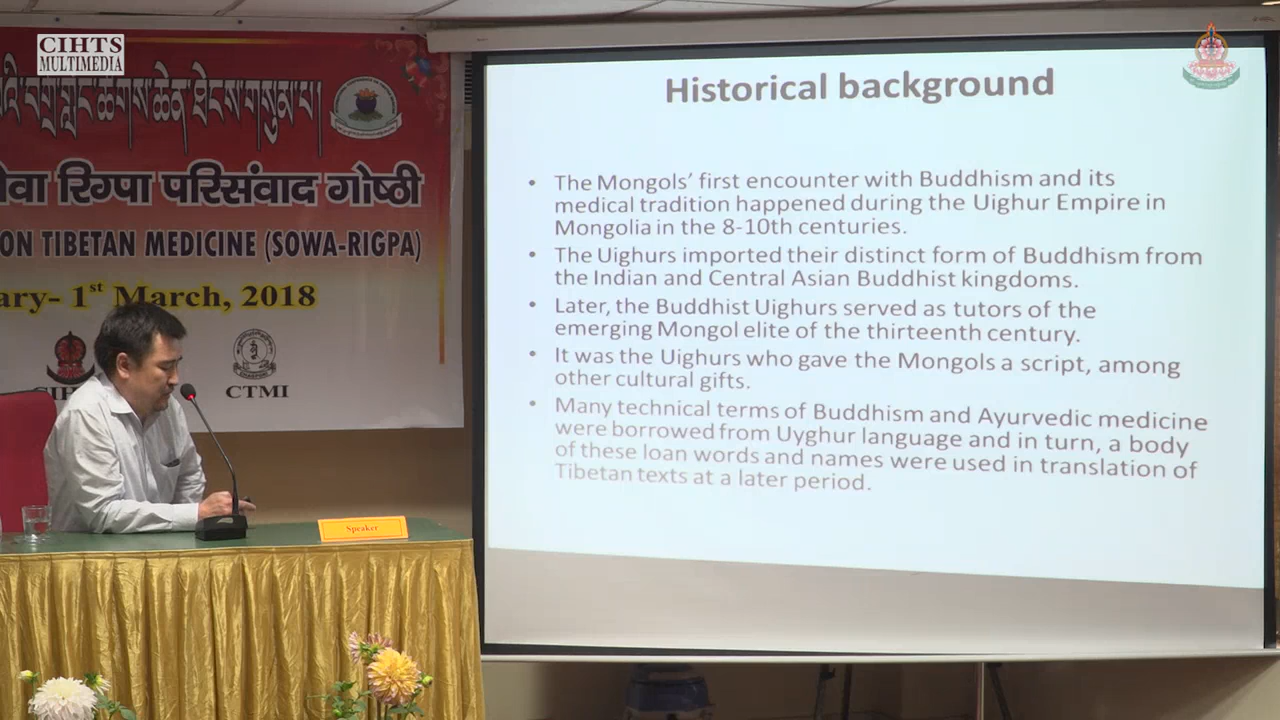 CIHTS
MULTIMEDIA
བགྲོ་གླེང་ཚོགས་ཆེན་ཐེངས་གསུམ་པ།
वा रिग्पा परिसंवाद गोष्ठी
ON TIBETAN MEDICINE (SOWA-RIGPA)
ary- 1st March, 2018
CIH
CTMI
Speaker
Historical background
• The Mongols' first encounter with Buddhism and its
medical tradition happened during the Uighur Empire in
Mongolia in the 8-10th centuries.
• The Uighurs imported their distinct form of Buddhism from
the Indian and Central Asian Buddhist kingdoms.
• Later, the Buddhist Uighurs served as tutors of the
emerging Mongol elite of the thirteenth century.
• It was the Uighurs who gave the Mongols a script, among
other cultural gifts.
• Many technical terms of Buddhism and Ayurvedic medicine
were borrowed from Uyghur language and in turn, a body
of these loan words and names were used in translation of
Tibetan texts at a later period.